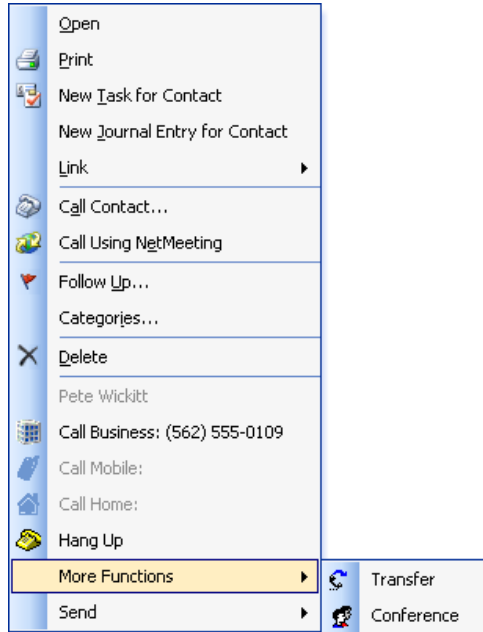 Open
Print
New Task for Contact
New Journal Entry for Contact
Link
Call Contact...
Call Using NetMeeting
Follow Up...
Categories...
Delete
Pete Wickitt
Call Business: (562) 555-0109
Call Mobile:
Call Home:
Hang Up
More Functions
Transfer
Send
Conference